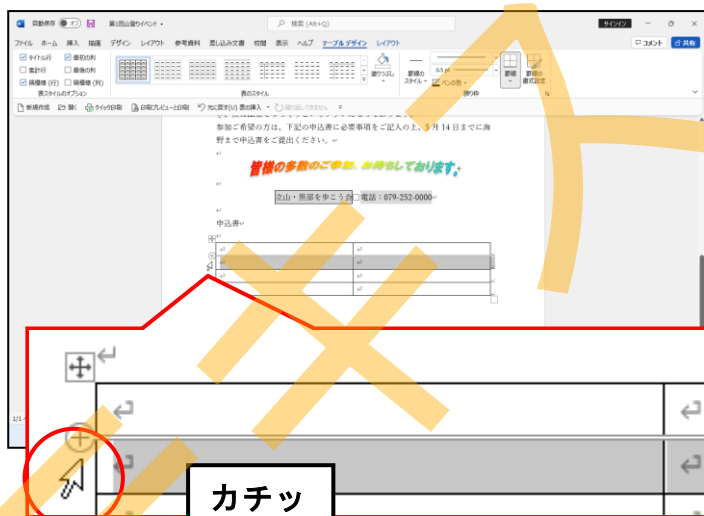 自動保存 オフ 第1回山登りイベント 検索 (Alt+Q) サインイン
ファイル ホーム 挿入 描画 デザイン レイアウト 参考資料 差し込み文書 校閲 表示 ヘルプ テーブルデザイン レイアウト コメント 共有
タイトル行 最初の列
集計行 最後の列
縞模様 (行) 縞模様 (列)
塗りつぶし 罫線の スタイル 0.5 pt ペンの色 罫線 罫線の 書式設定
表スタイルのオプション 表のスタイル 飾り枠
新規作成 開く クイック印刷 印刷プレビューと印刷 元に戻す(U) 表の挿入
参加ご希望の方は、下記の申込書に必要事項をご記入の上、5 月 14 日までに海
野まで申込書をご提出ください。
皆様の多数のご参加、お待ちしております。
立山・黒部を歩こう会 電話：079-252-0000
申込書
カチッ